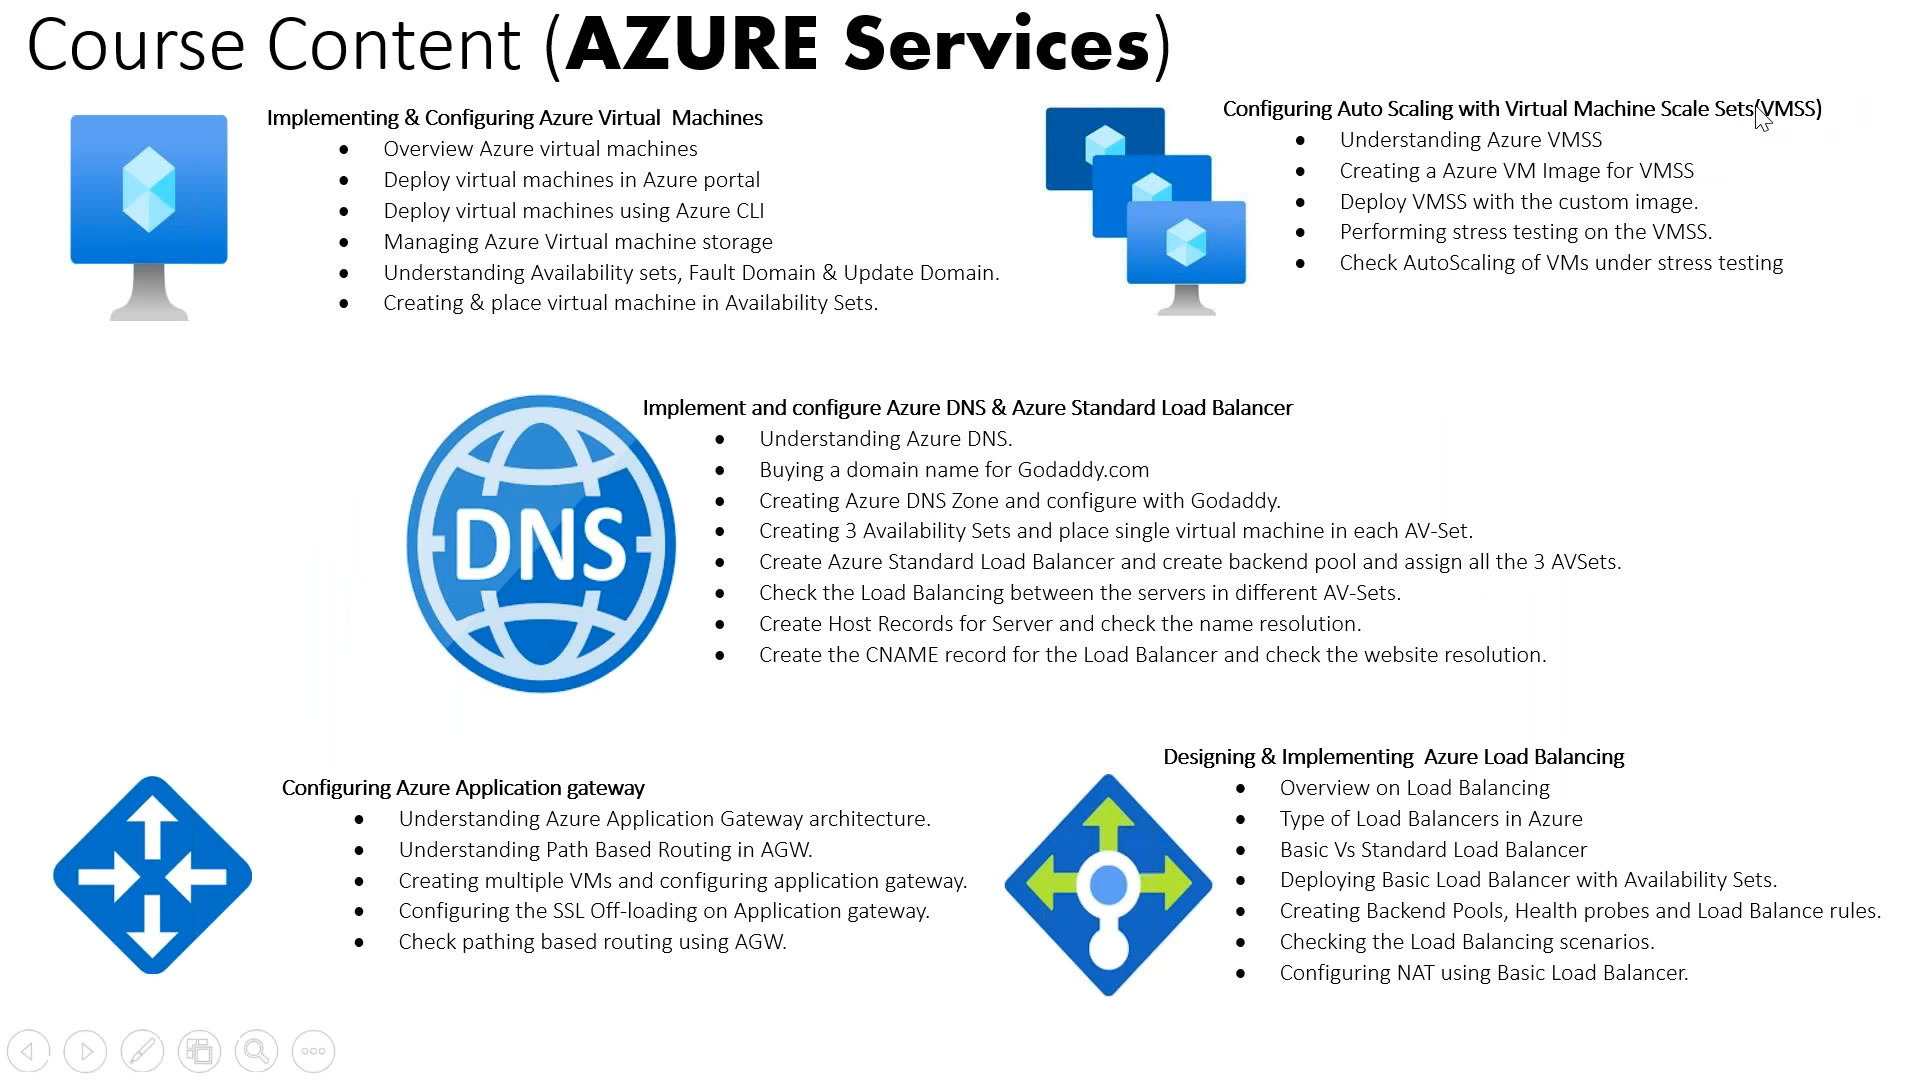 Course Content (AZURE Services)
Implementing & Configuring Azure Virtual  Machines
• Overview Azure virtual machines
• Deploy virtual machines in Azure portal
• Deploy virtual machines using Azure CLI
• Managing Azure Virtual machine storage
• Understanding Availability sets, Fault Domain & Update Domain.
• Creating & place virtual machine in Availability Sets.
Configuring Auto Scaling with Virtual Machine Scale Sets(VMSS)
• Understanding Azure VMSS
• Creating a Azure VM Image for VMSS
• Deploy VMSS with the custom image.
• Performing stress testing on the VMSS.
• Check AutoScaling of VMs under stress testing
DNS
Implement and configure Azure DNS & Azure Standard Load Balancer
• Understanding Azure DNS.
• Buying a domain name for Godaddy.com
• Creating Azure DNS Zone and configure with Godaddy.
• Creating 3 Availability Sets and place single virtual machine in each AV-Set.
• Create Azure Standard Load Balancer and create backend pool and assign all the 3 AVSets.
• Check the Load Balancing between the servers in different AV-Sets.
• Create Host Records for Server and check the name resolution.
• Create the CNAME record for the Load Balancer and check the website resolution.
Configuring Azure Application gateway
• Understanding Azure Application Gateway architecture.
• Understanding Path Based Routing in AGW.
• Creating multiple VMs and configuring application gateway.
• Configuring the SSL Off-loading on Application gateway.
• Check pathing based routing using AGW.
Designing & Implementing  Azure Load Balancing
• Overview on Load Balancing
• Type of Load Balancers in Azure
• Basic Vs Standard Load Balancer
• Deploying Basic Load Balancer with Availability Sets.
• Creating Backend Pools, Health probes and Load Balance rules.
• Checking the Load Balancing scenarios.
• Configuring NAT using Basic Load Balancer.